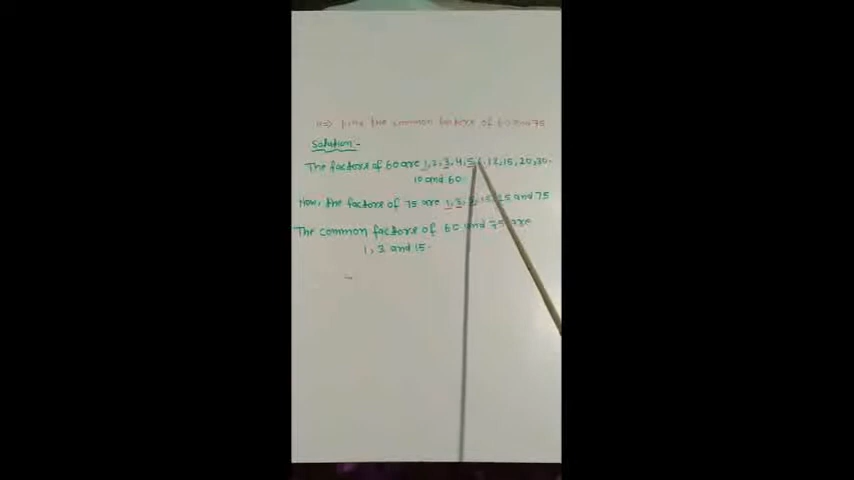 Find the common factors of 60 and 75
Solution -
The factors of 60 are 1, 2, 3, 4, 5, 6, 12, 15, 20, 30.
10 and 60.
Now, the factors of 75 are 1, 3, 5, 15, 25 and 75
The common factors of 60 and 75 are
1, 3 and 15.